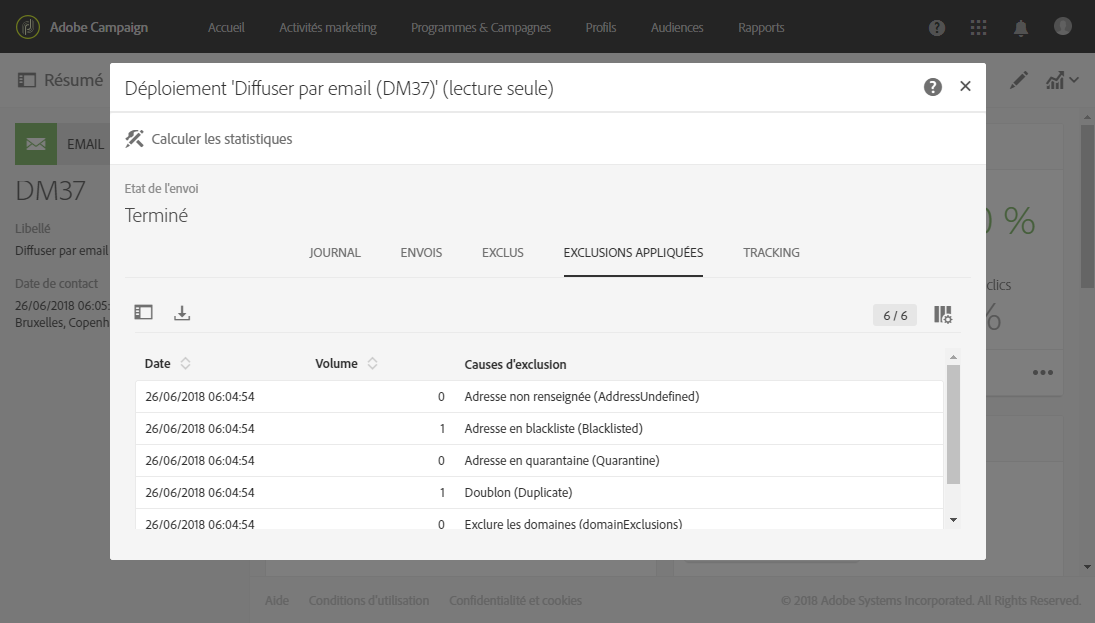 Adobe Campaign
Accueil
Activités marketing
Programmes & Campagnes
Profils
Audiences
Rapports
Résumé
Déploiement 'Diffuser par email (DM37)' (lecture seule)
Calculer les statistiques
EMAIL
DM37
Libellé
Diffuser par email
Date de contact
26/06/2018 06:05:
Bruxelles, Copenh
Etat de l'envoi
Terminé
JOURNAL
ENVOIS
EXCLUS
EXCLUSIONS APPLIQUÉES
TRACKING
%
clics
%
6 / 6
Date
Volume
Causes d'exclusion
26/06/2018 06:04:54 0 Adresse non renseignée (AddressUndefined)
26/06/2018 06:04:54 1 Adresse en blackliste (Blacklisted)
26/06/2018 06:04:54 0 Adresse en quarantaine (Quarantine)
26/06/2018 06:04:54 1 Doublon (Duplicate)
26/06/2018 06:04:54 0 Exclure les domaines (domainExclusions)
Aide
Conditions d'utilisation
Confidentialité et cookies
© 2018 Adobe Systems Incorporated. All Rights Reserved.